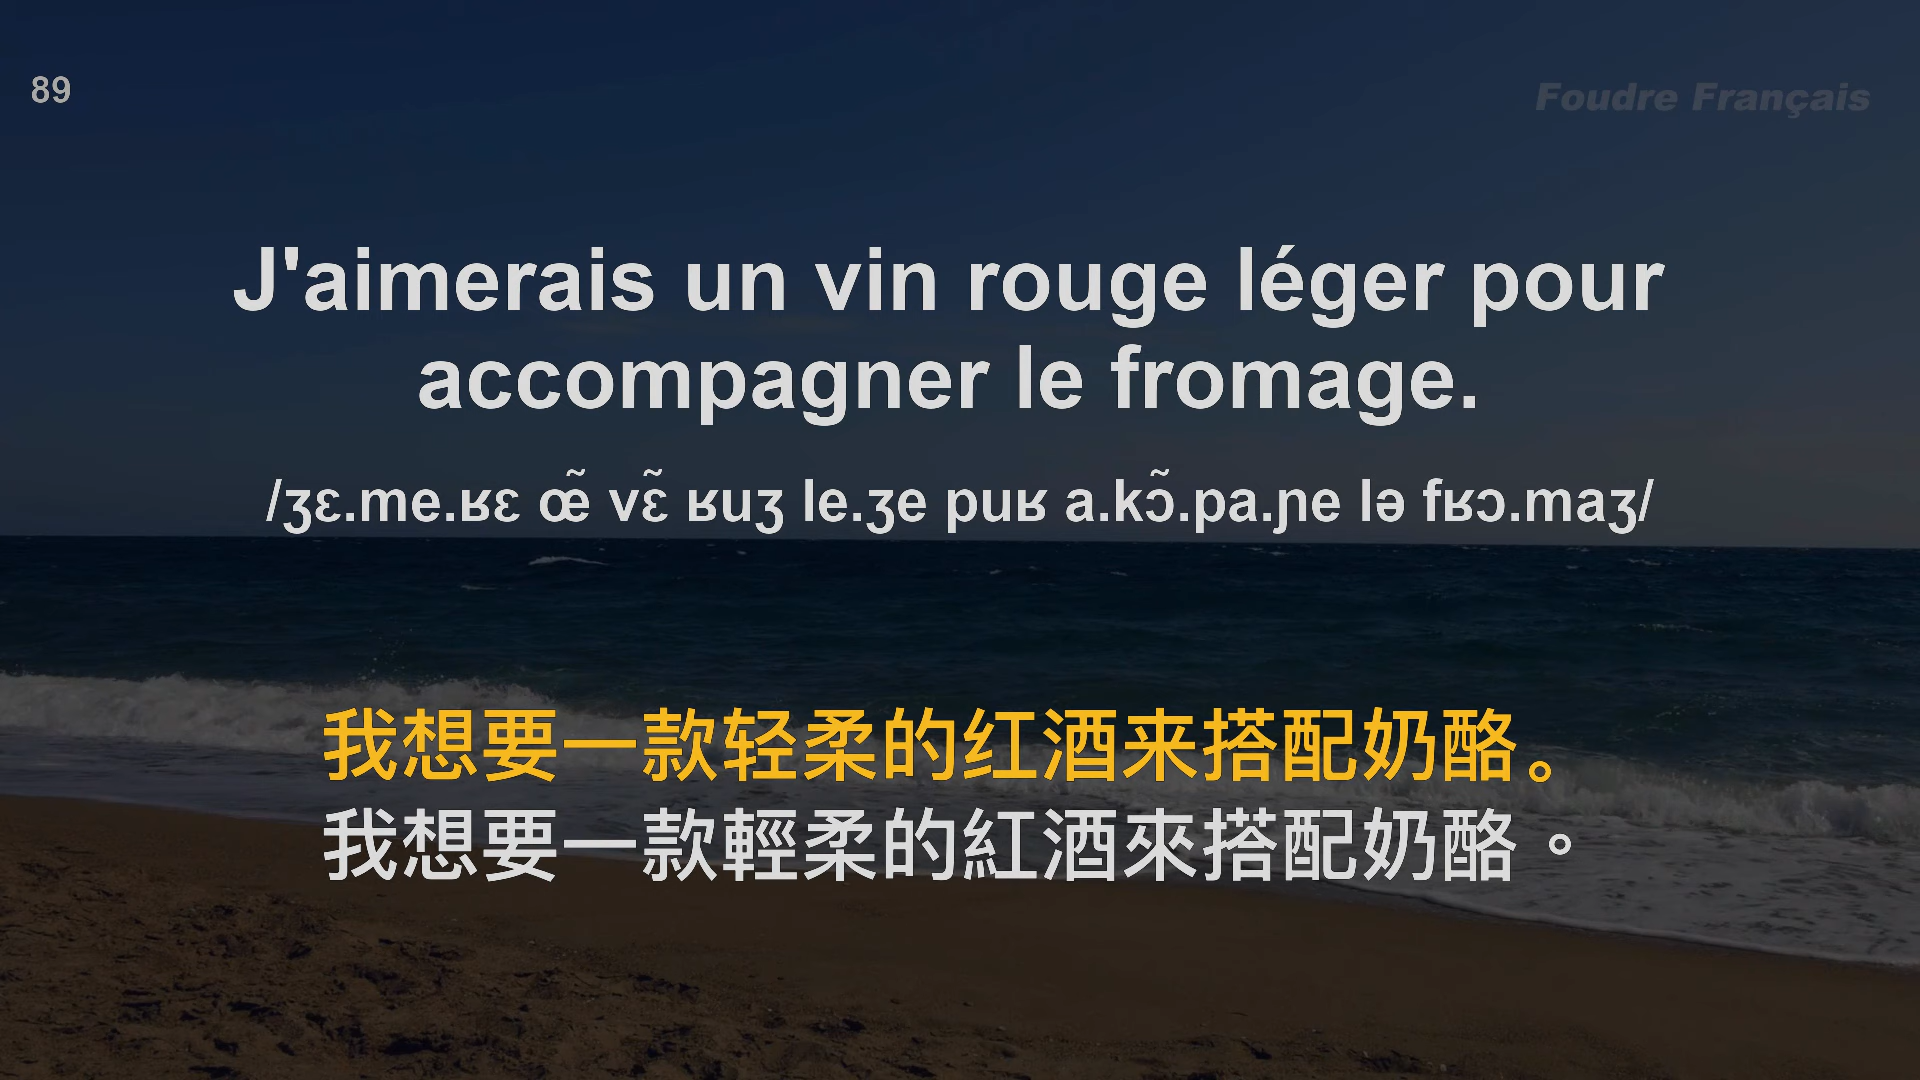 89
Foudre Français
J'aimerais un vin rouge léger pour
accompagner le fromage.
/ʒɛ.me.ʁɛ œ̃ vɛ̃ ʁuʒ le.ʒe puʁ a.kɔ̃.pa.ɲe lə fʁɔ.maʒ/
我想要一款轻柔的红酒来搭配奶酪。
我想要一款輕柔的紅酒來搭配奶酪。